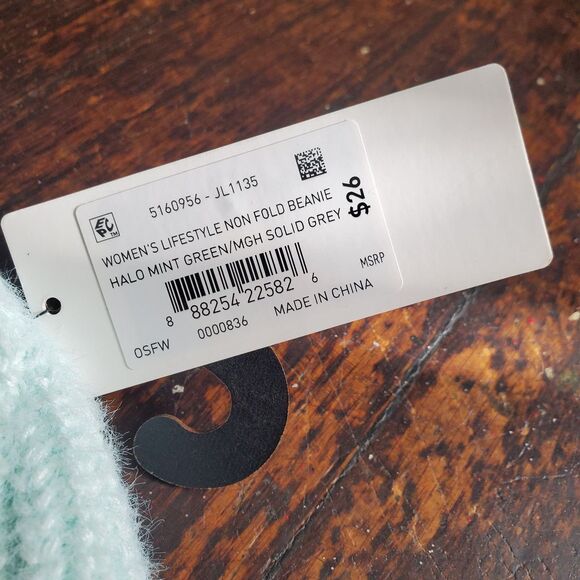 5160956 - JL1135
EPC™
WOMEN'S LIFESTYLE NON FOLD BEANIE
HALO MINT GREEN/MGH SOLID GREY
$26
MSRP
8 88254 22582 6
OSFW 0000836 MADE IN CHINA